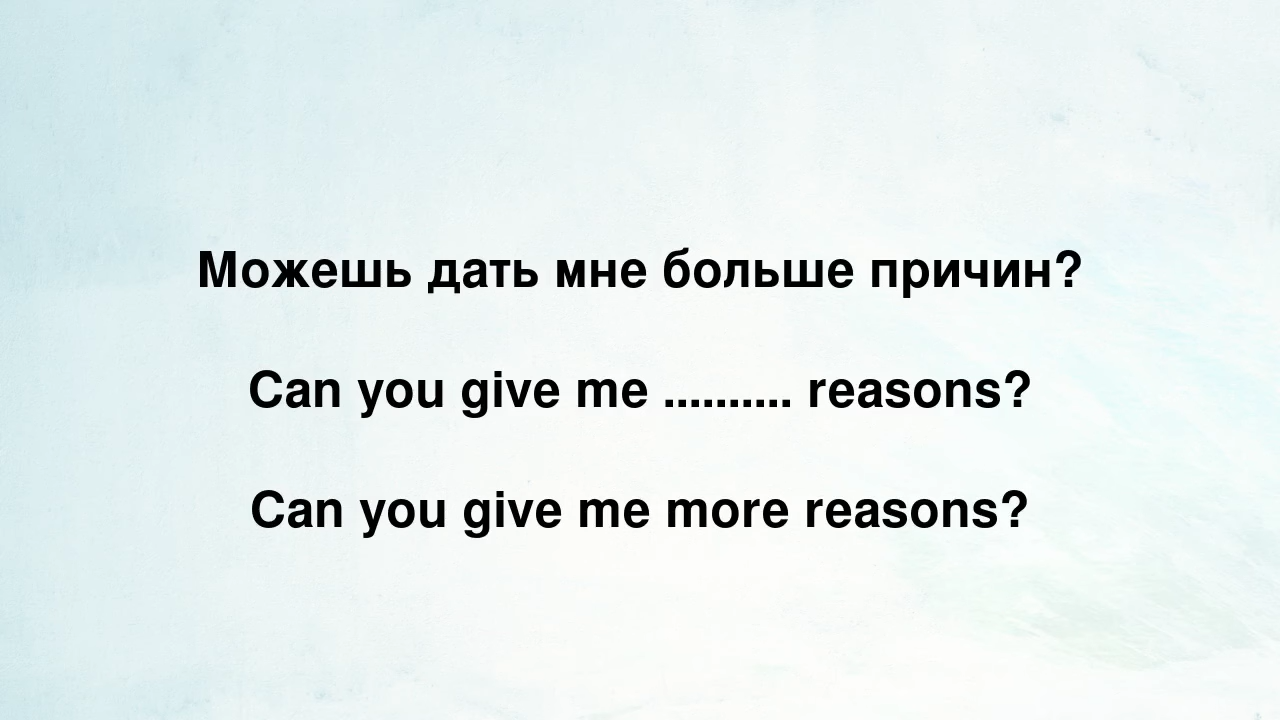 Можешь дать мне больше причин?
Can you give me .......... reasons?
Can you give me more reasons?